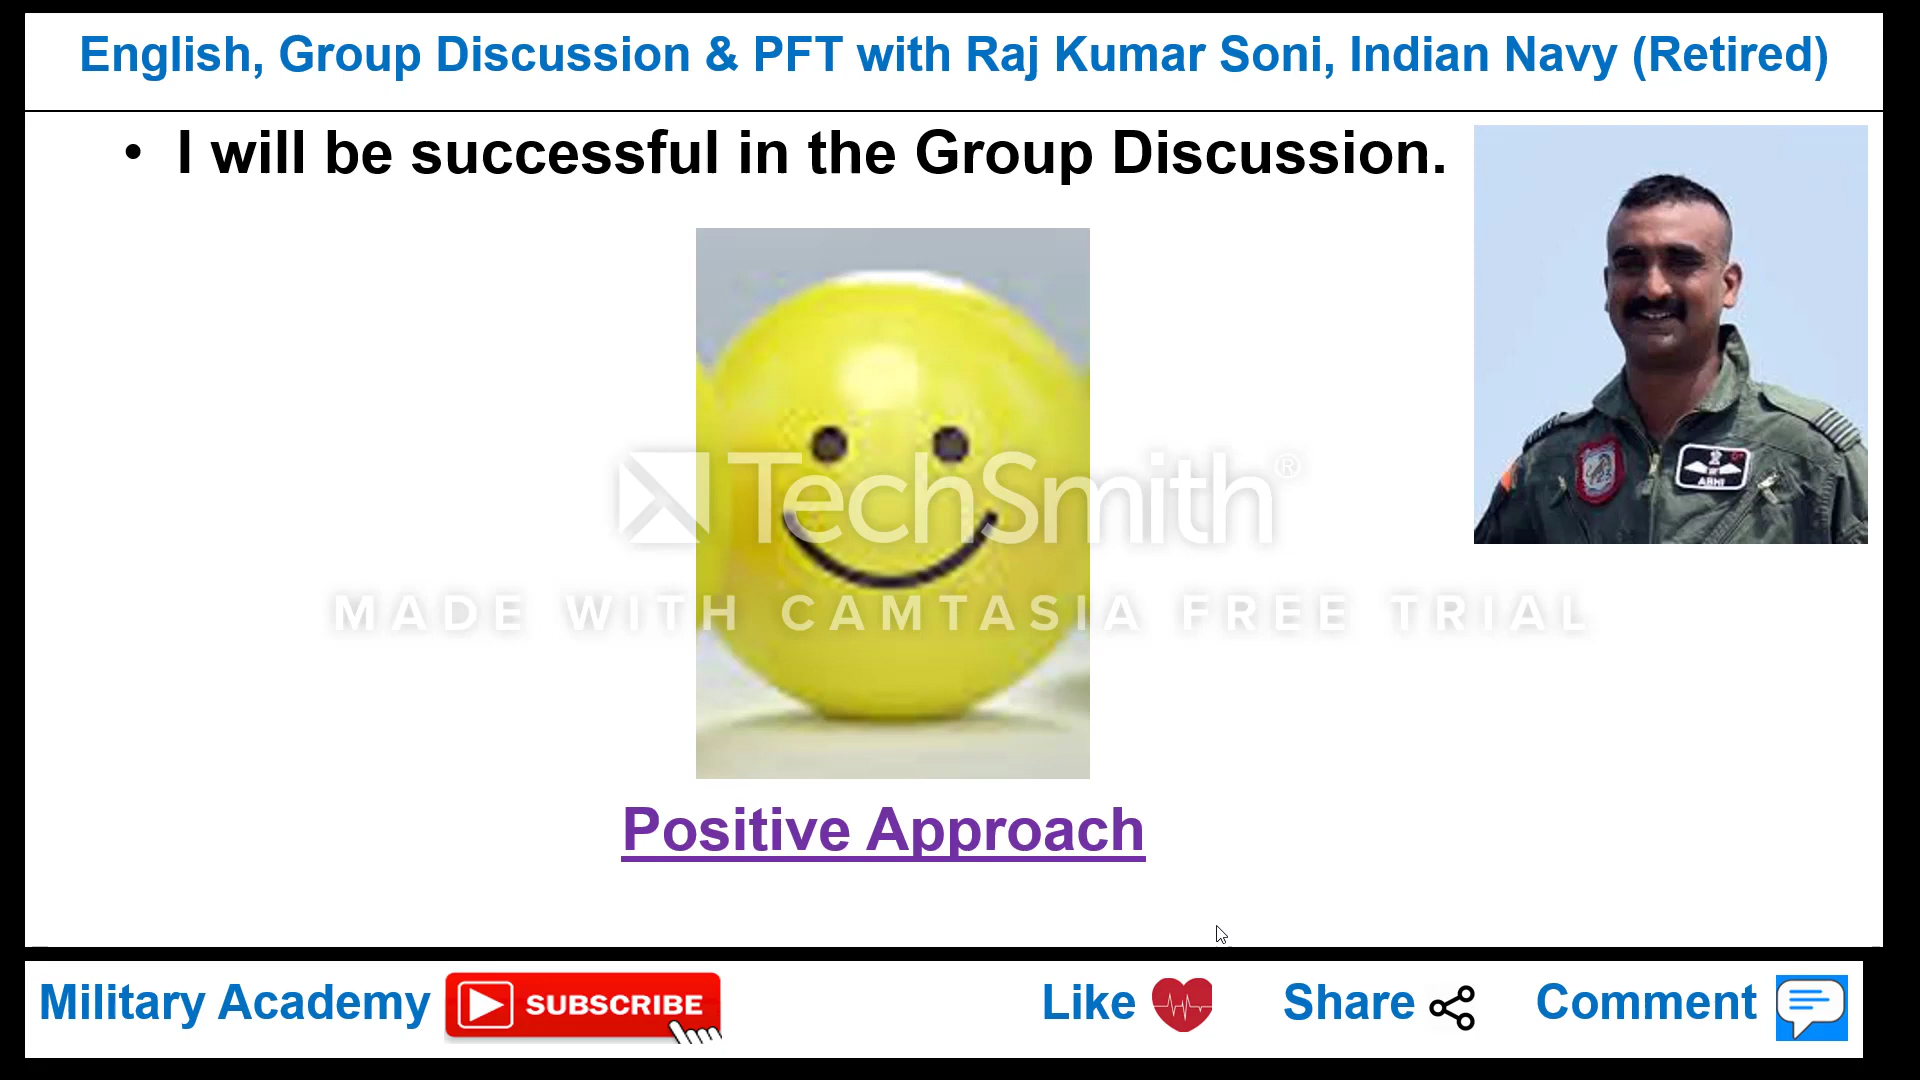 English, Group Discussion & PFT with Raj Kumar Soni, Indian Navy (Retired)
• I will be successful in the Group Discussion.
ABHI
TechSmith®
MADE WITH CAMTASIA FREE TRIAL
Positive Approach
Military Academy
SUBSCRIBE
Like
Share
Comment